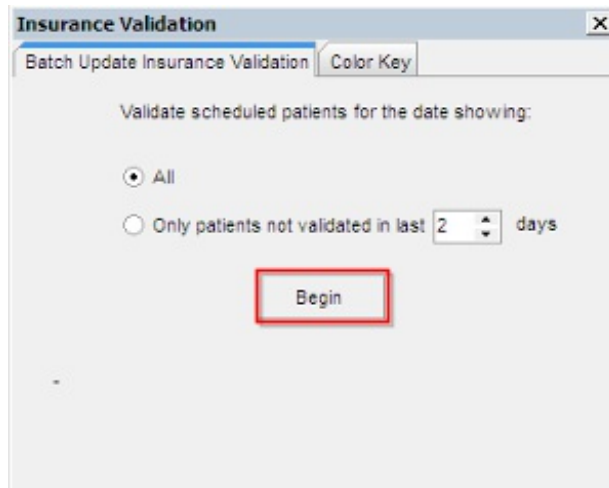 Insurance Validation
Batch Update Insurance Validation Color Key
Validate scheduled patients for the date showing:
All
Only patients not validated in last 2 days
Begin
-